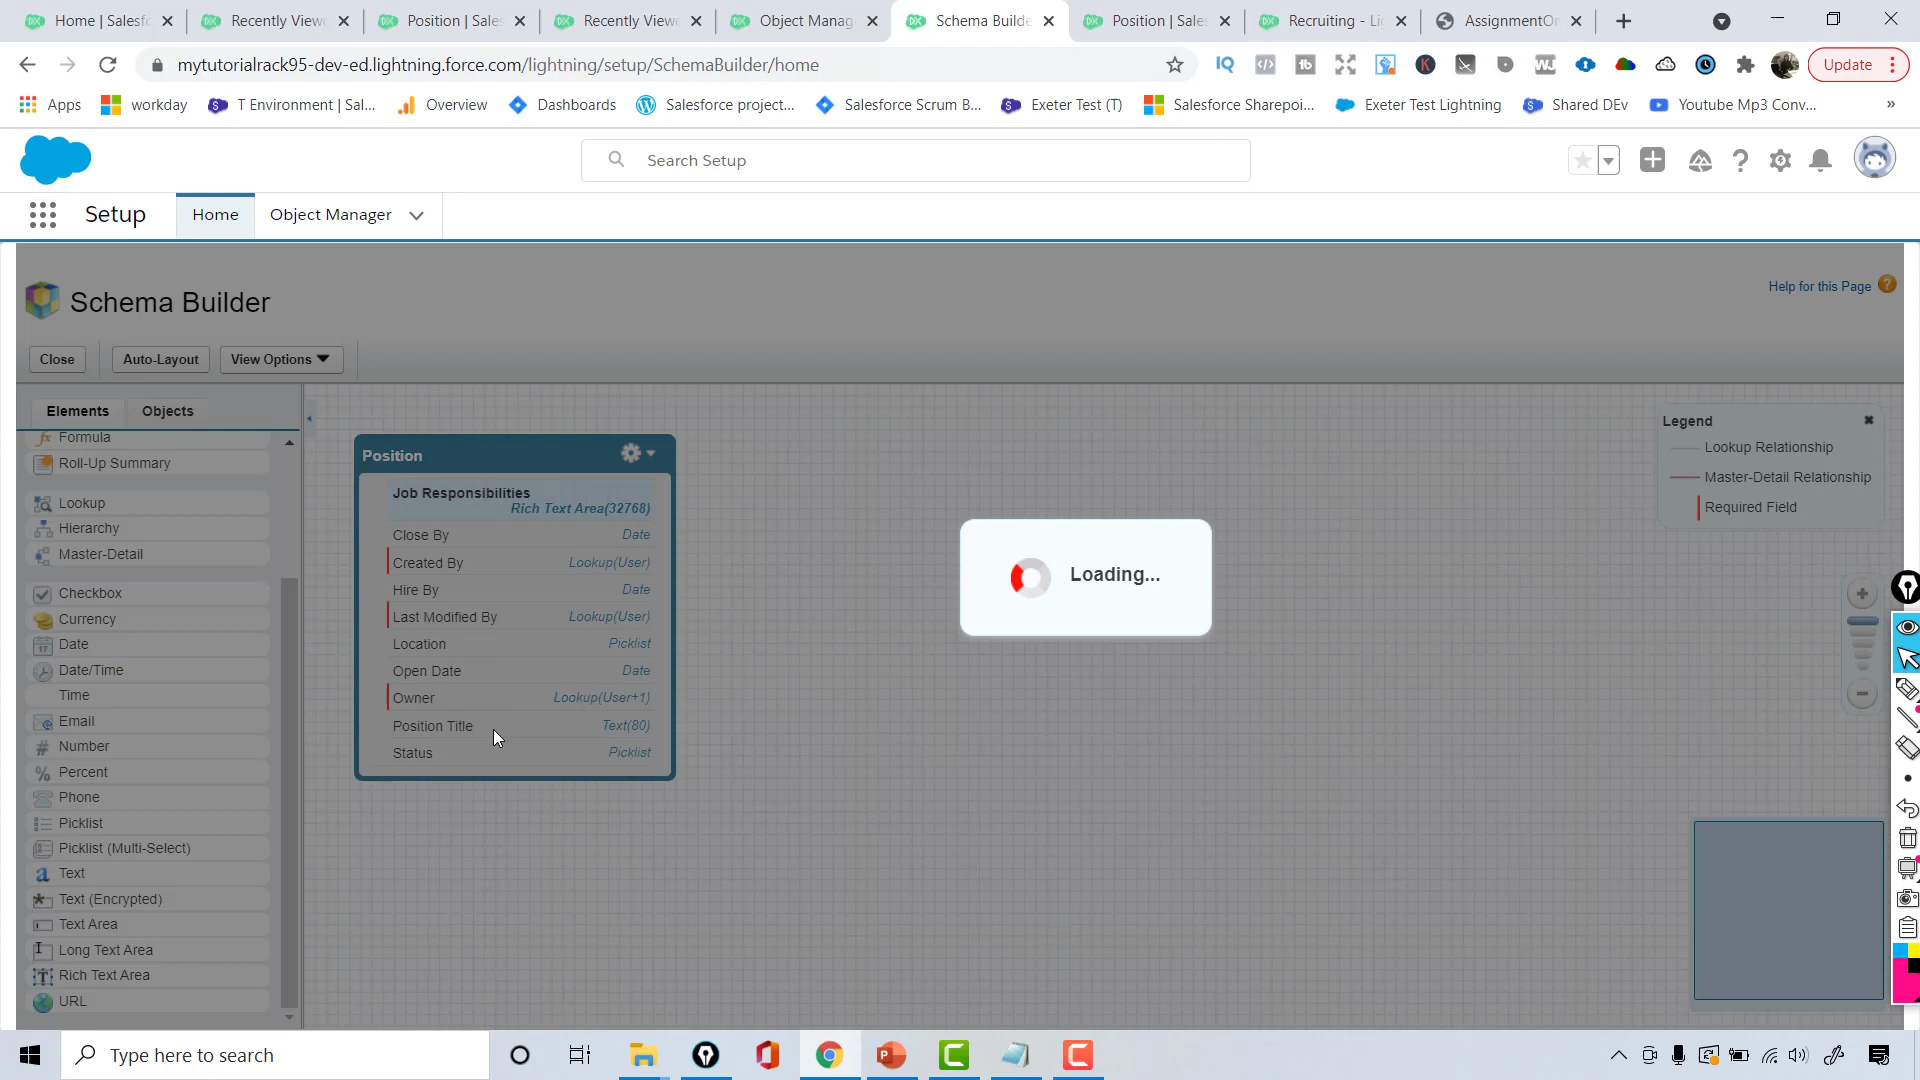 Home | Salesfo
Recently Viewe
Position | Sales
Recently Viewe
Object Manag
Schema Builde
Position | Sales
Recruiting - Li
AssignmentOn
mytutorialrack95-dev-ed.lightning.force.com/lightning/setup/SchemaBuilder/home
Update
Apps
workday
T Environment | Sal...
Overview
Dashboards
Salesforce project...
Salesforce Scrum B...
Exeter Test (T)
Salesforce Sharepoi...
Exeter Test Lightning
Shared DEv
Youtube Mp3 Conv...
»
Search Setup
Setup
Home
Object Manager
Schema Builder
Help for this Page
Close
Auto-Layout
View Options
Elements
Objects
Formula
Roll-Up Summary
Lookup
Hierarchy
Master-Detail
Checkbox
Currency
Date
Date/Time
Time
Email
Number
Percent
Phone
Picklist
Picklist (Multi-Select)
Text
Text (Encrypted)
Text Area
Long Text Area
Rich Text Area
URL
Position
Job Responsibilities
Rich Text Area(32768)
Close By Date
Created By Lookup(User)
Hire By Date
Last Modified By Lookup(User)
Location Picklist
Open Date Date
Owner Lookup(User+1)
Position Title Text(80)
Status Picklist
Loading...
Legend
Lookup Relationship
Master-Detail Relationship
Required Field
Type here to search